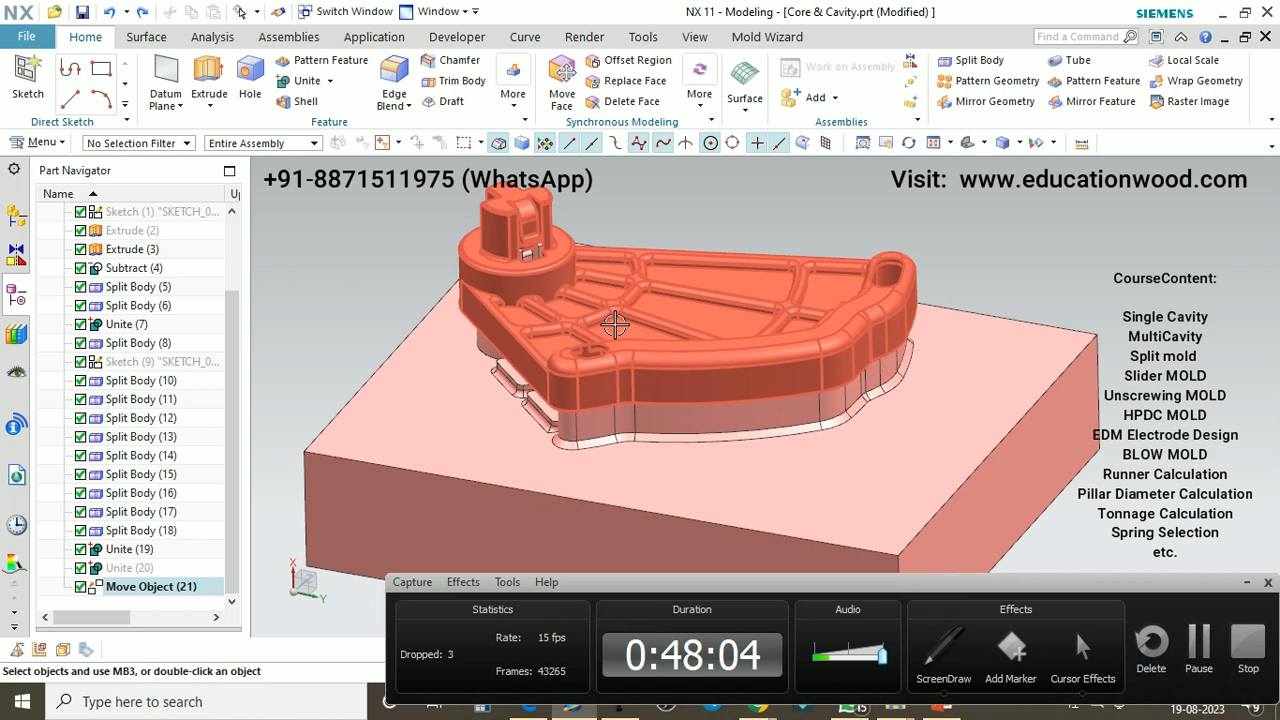 NX
Switch Window
Window
NX 11 - Modeling - [Core & Cavity.prt (Modified) ]
SIEMENS
File
Home
Surface
Analysis
Assemblies
Application
Developer
Curve
Render
Tools
View
Mold Wizard
Find a Command
Sketch
Direct Sketch
Datum Plane
Extrude
Hole
Pattern Feature
Unite
Shell
Edge Blend
Chamfer
Trim Body
Draft
More
Feature
Move Face
Offset Region
Replace Face
Delete Face
More
Synchronous Modeling
Surface
Work on Assembly
Add
Assemblies
Split Body
Pattern Geometry
Mirror Geometry
Tube
Pattern Feature
Mirror Feature
Local Scale
Wrap Geometry
Raster Image
Menu
No Selection Filter
Entire Assembly
Part Navigator
Name
Up
Sketch (1) "SKETCH_0...
Extrude (2)
Extrude (3)
Subtract (4)
Split Body (5)
Split Body (6)
Unite (7)
Split Body (8)
Sketch (9) "SKETCH_0...
Split Body (10)
Split Body (11)
Split Body (12)
Split Body (13)
Split Body (14)
Split Body (15)
Split Body (16)
Split Body (17)
Split Body (18)
Unite (19)
Unite (20)
Move Object (21)
+91-8871511975 (WhatsApp)
Visit: www.educationwood.com
CourseContent:
Single Cavity
MultiCavity
Split mold
Slider MOLD
Unscrewing MOLD
HPDC MOLD
EDM Electrode Design
BLOW MOLD
Runner Calculation
Pillar Diameter Calculation
Tonnage Calculation
Spring Selection
etc.
X
Y
Capture
Effects
Tools
Help
Statistics
Rate: 15 fps
Dropped: 3
Frames: 43265
Duration
0:48:04
Audio
Effects
ScreenDraw
Add Marker
Cursor Effects
Delete
Pause
Stop
Select objects and use MB3, or double-click an object
Type here to search
19-08-2023